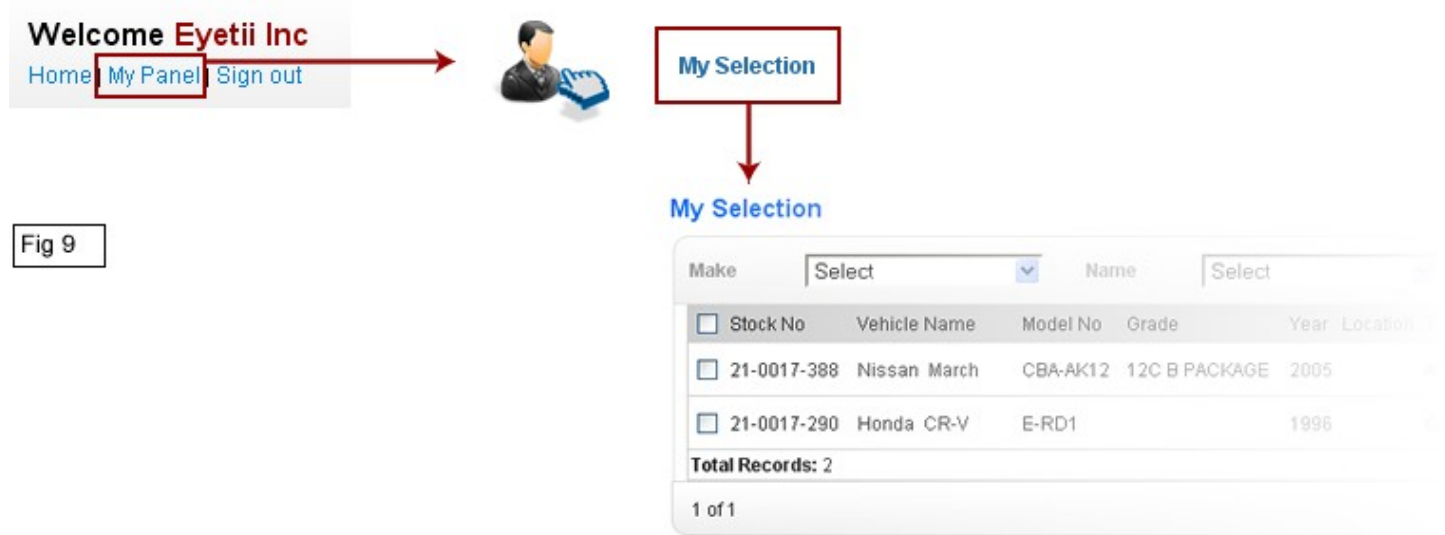 Welcome Eyetii Inc
Home | My Panel | Sign out
My Selection
My Selection
Fig 9
Make Select Name Select
Stock No Vehicle Name Model No Grade Year Location
21-0017-388 Nissan March CBA-AK12 12C B PACKAGE 2005
21-0017-290 Honda CR-V E-RD1 1996
Total Records: 2
1 of 1